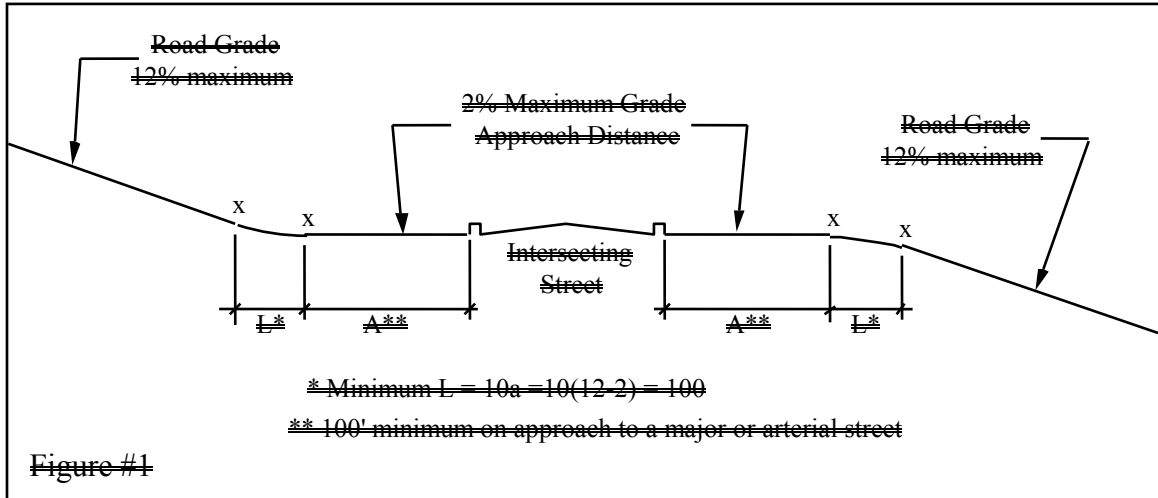 Road Grade
12% maximum
2% Maximum Grade
Approach Distance
Road Grade
12% maximum
x
x
x
x
Intersecting
Street
L*
A**
A**
L*
* Minimum L = 10a =10(12-2) = 100
** 100' minimum on approach to a major or arterial street
Figure #1